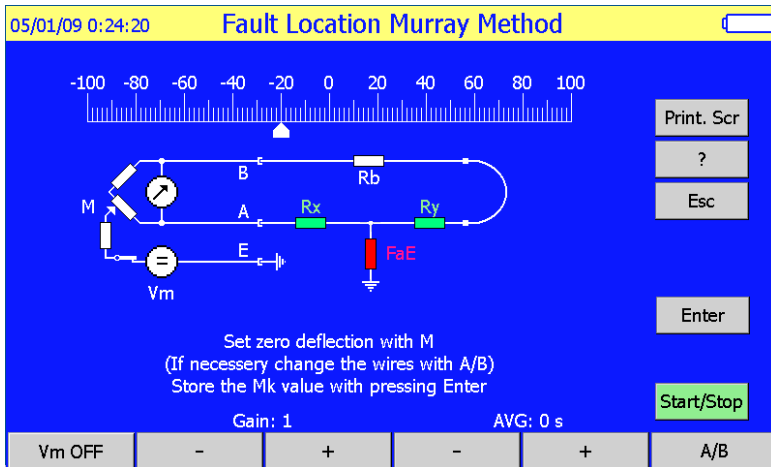 05/01/09 0:24:20 Fault Location Murray Method
-100 -80 -60 -40 -20 0 20 40 60 80 100
Print. Scr
?
Esc
B
Rb
M
A
Rx
Ry
E
FaE
=
Vm
Enter
Set zero deflection with M
(If necessery change the wires with A/B)
Store the Mk value with pressing Enter
Start/Stop
Gain: 1 AVG: 0 s
Vm OFF - + - + A/B